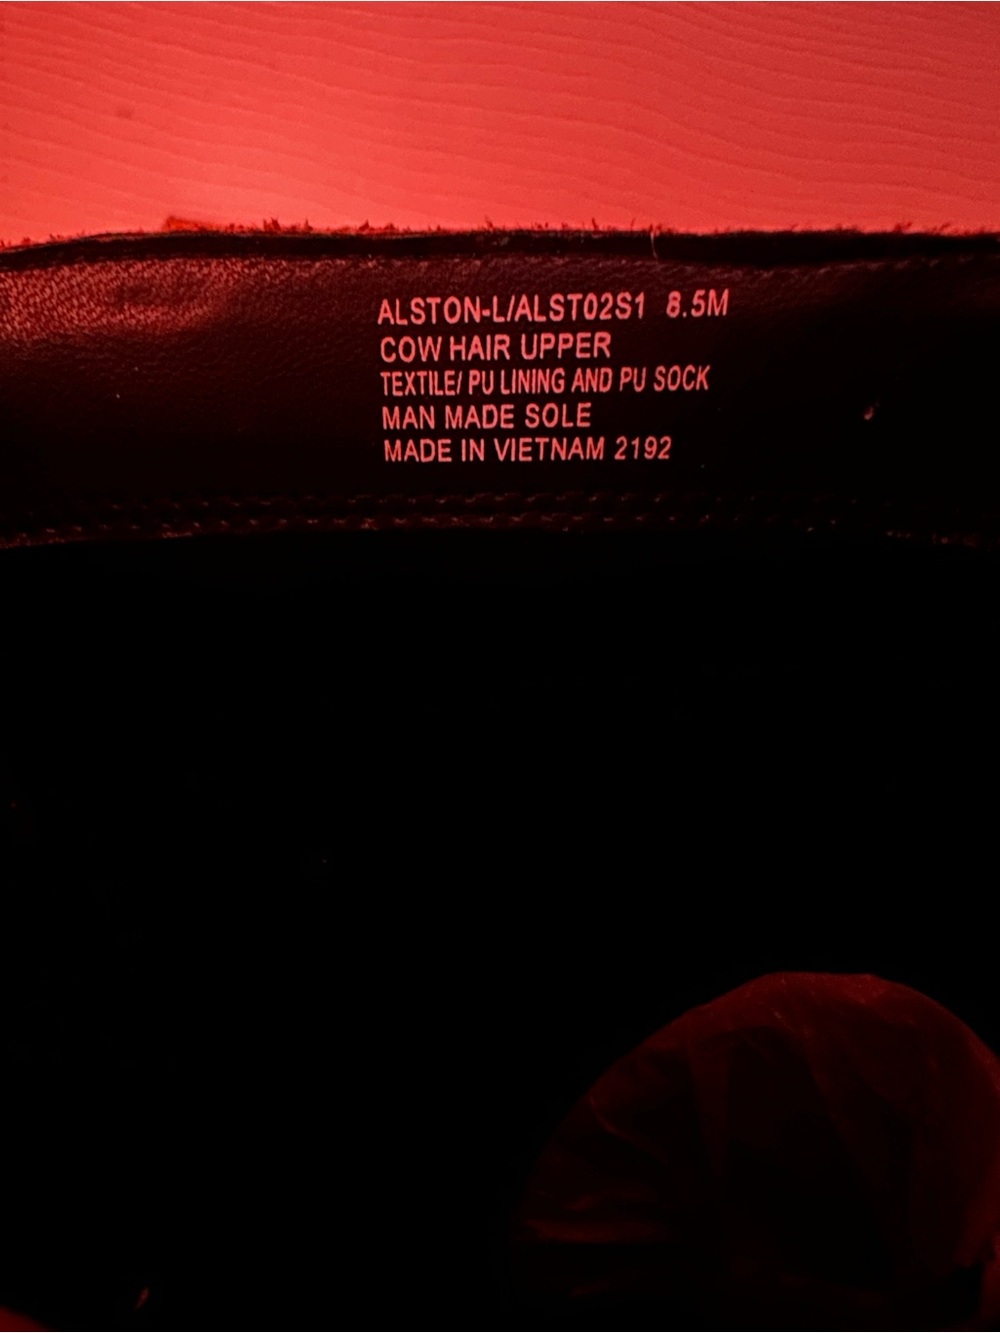 ALSTON-L/ALST02S1 8.5M
COW HAIR UPPER
TEXTILE/ PU LINING AND PU SOCK
MAN MADE SOLE
MADE IN VIETNAM 2192